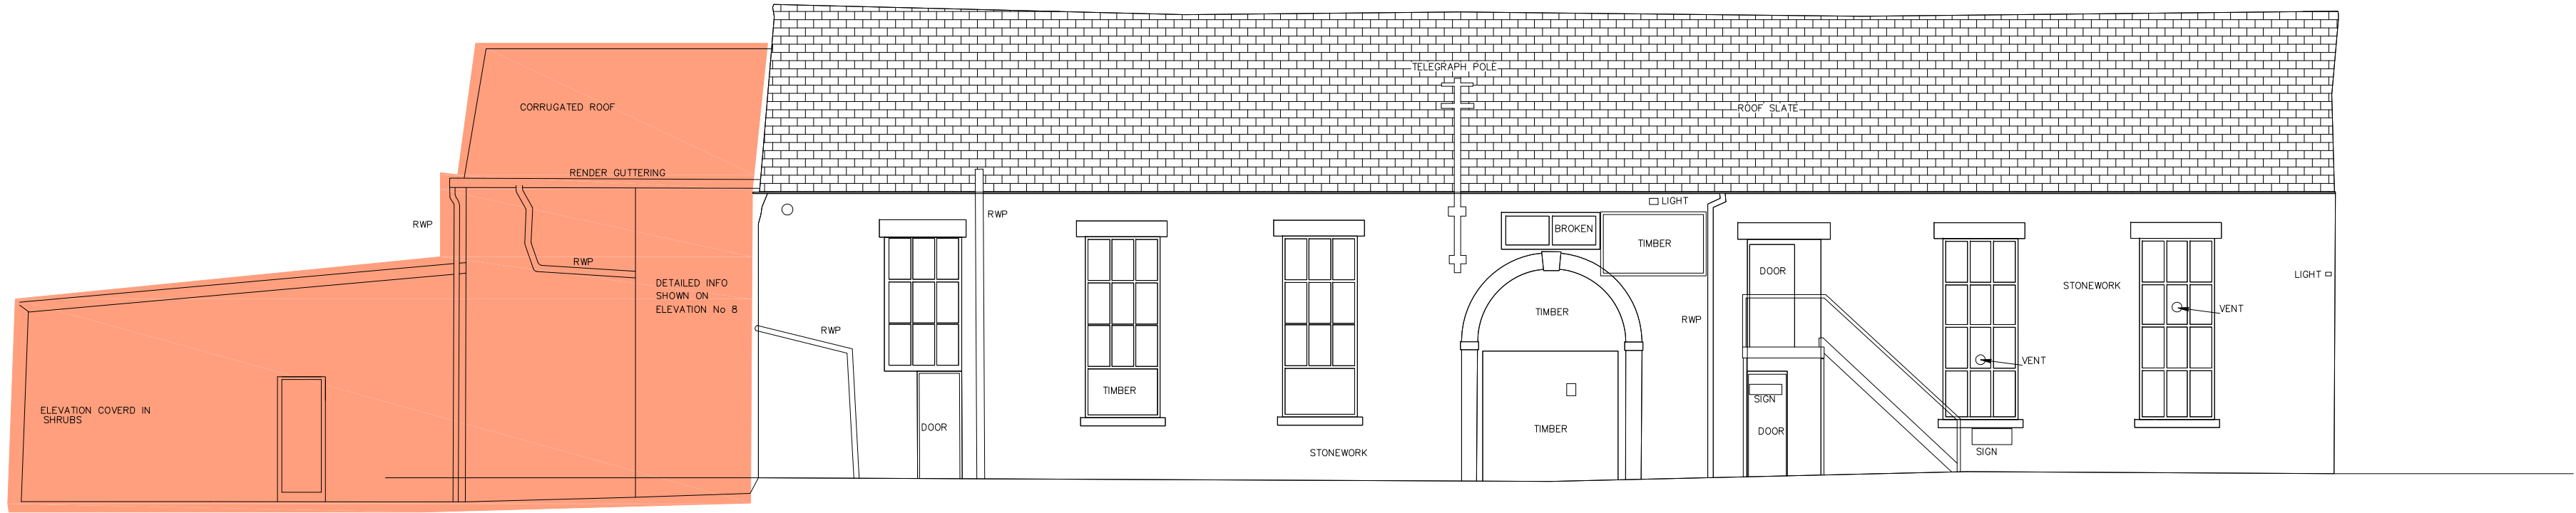 TELEGRAPH POLE
CORRUGATED ROOF
ROOF SLATE
RENDER GUTTERING
LIGHT
RWP
RWP
BROKEN
TIMBER
RWP
DOOR
LIGHT
DETAILED INFO
SHOWN ON
ELEVATION No 8
STONEWORK
VENT
TIMBER
RWP
RWP
VENT
TIMBER
SIGN
ELEVATION COVERD IN
SHRUBS
DOOR
TIMBER
DOOR
STONEWORK
SIGN